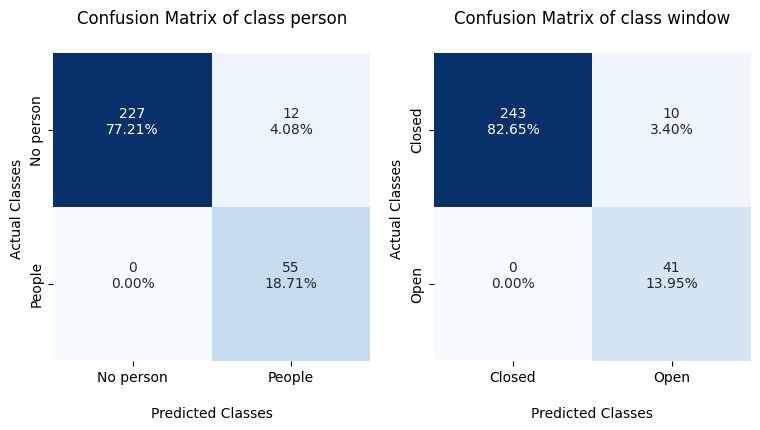 Confusion Matrix of class person
Actual Classes
No person
People
227
77.21%
12
4.08%
0
0.00%
55
18.71%
No person
People
Predicted Classes
Confusion Matrix of class window
Actual Classes
Closed
Open
243
82.65%
10
3.40%
0
0.00%
41
13.95%
Closed
Open
Predicted Classes